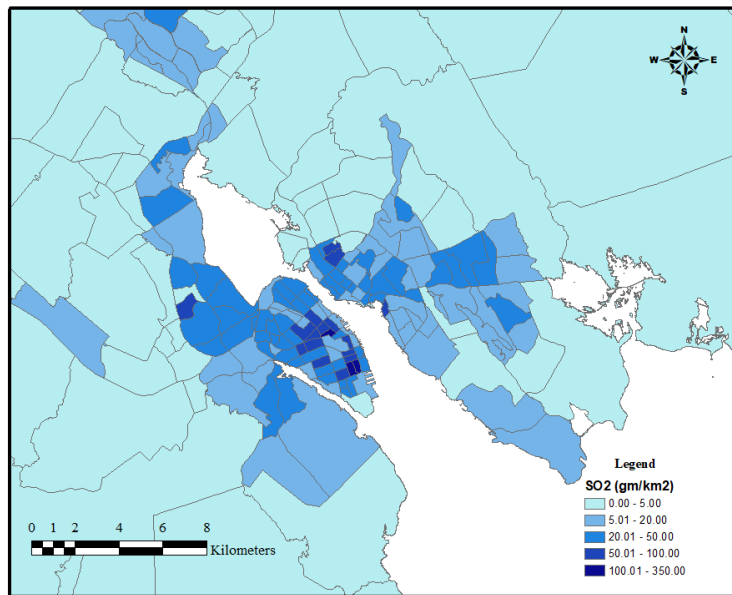 N
W E
S
Legend
SO2 (gm/km2)
0.00 - 5.00
5.01 - 20.00
20.01 - 50.00
50.01 - 100.00
100.01 - 350.00
0 1 2 4 6 8
Kilometers